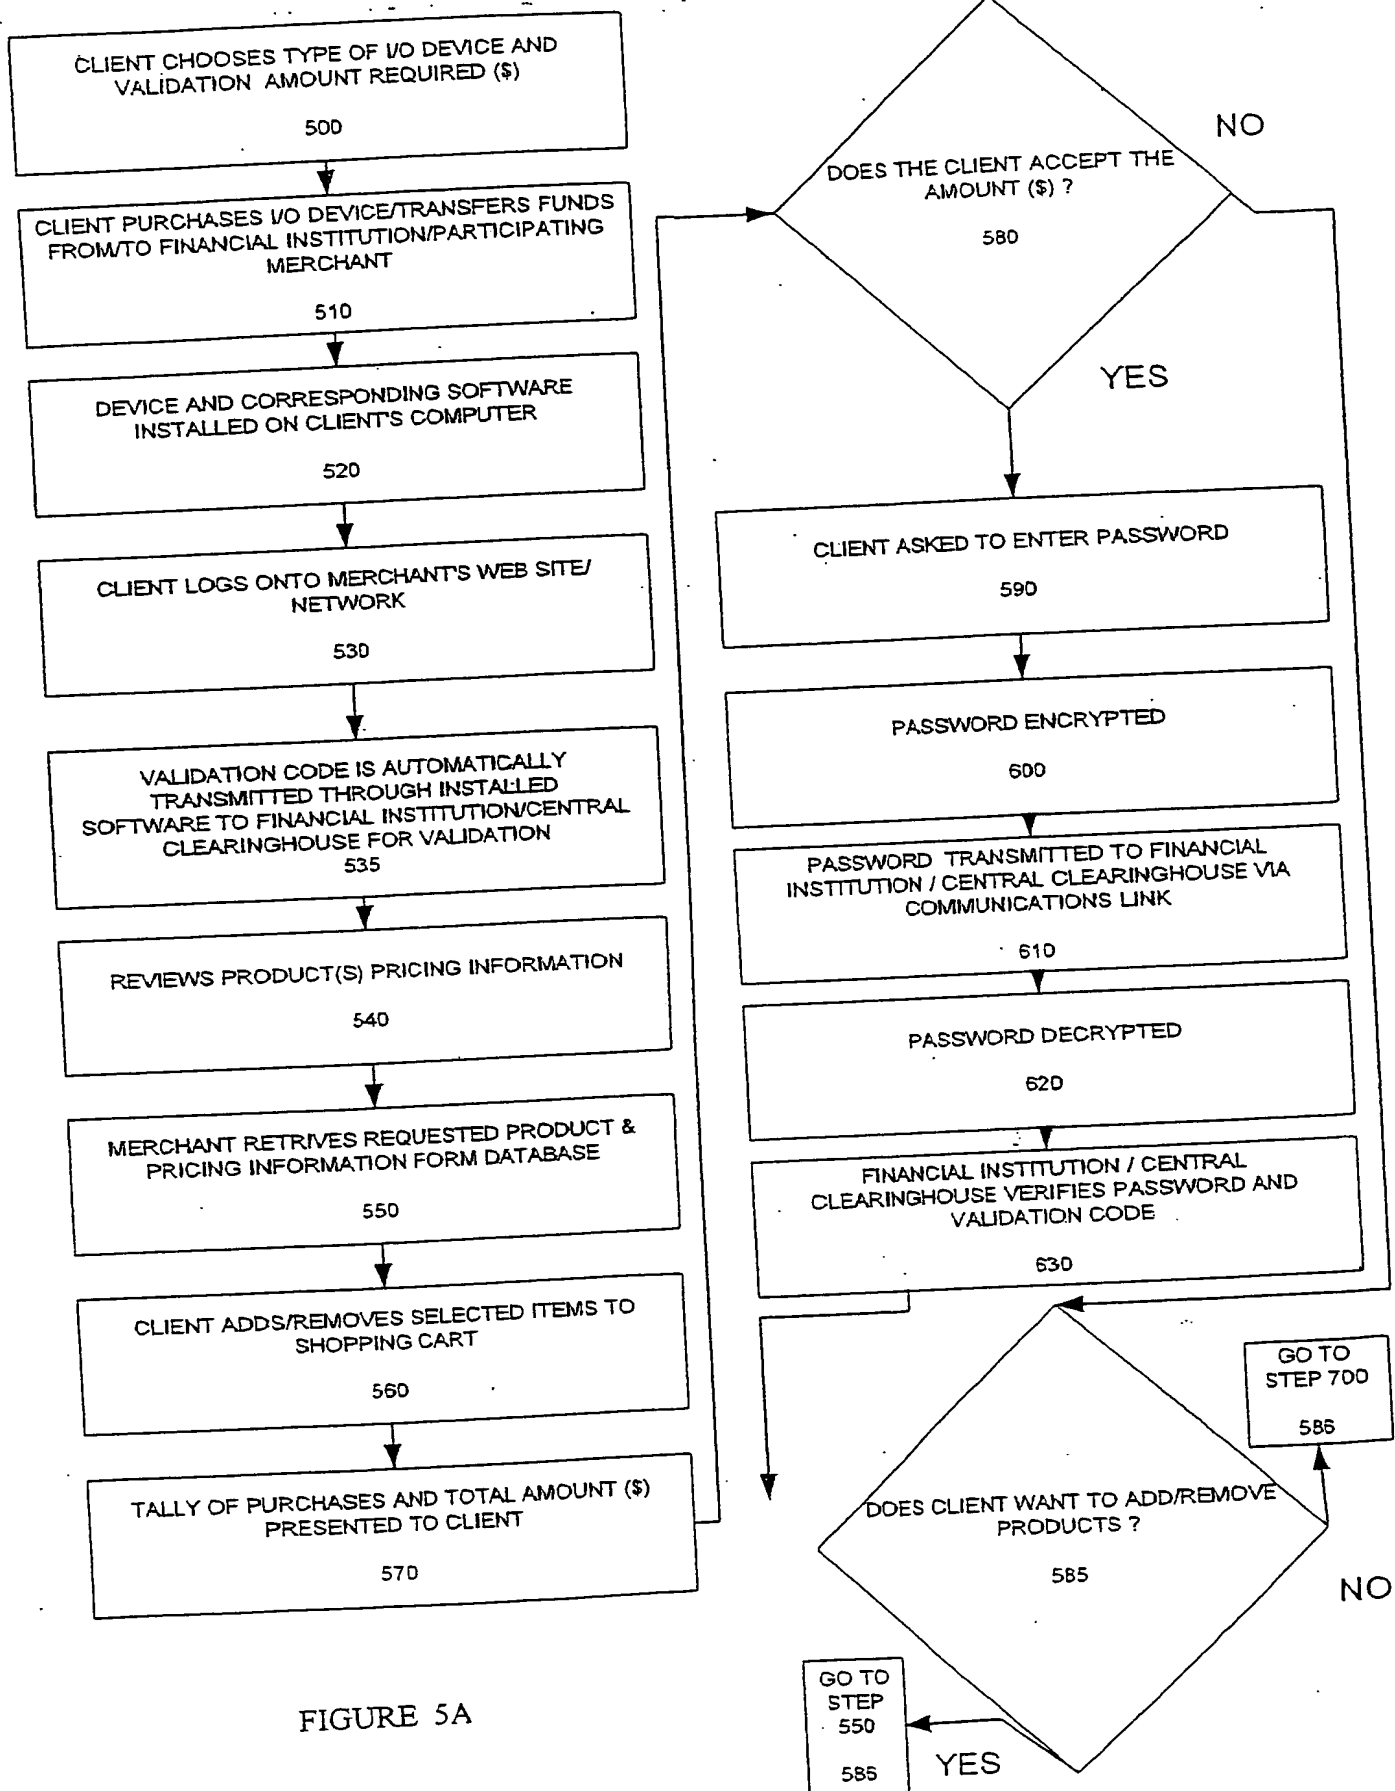 CLIENT CHOOSES TYPE OF I/O DEVICE AND
VALIDATION AMOUNT REQUIRED ($)
500
CLIENT PURCHASES I/O DEVICE/TRANSFERS FUNDS
FROM/TO FINANCIAL INSTITUTION/PARTICIPATING
MERCHANT
510
DEVICE AND CORRESPONDING SOFTWARE
INSTALLED ON CLIENT'S COMPUTER
520
CLIENT LOGS ONTO MERCHANT'S WEB SITE/
NETWORK
530
VALIDATION CODE IS AUTOMATICALLY
TRANSMITTED THROUGH INSTALLED
SOFTWARE TO FINANCIAL INSTITUTION/CENTRAL
CLEARINGHOUSE FOR VALIDATION
535
REVIEWS PRODUCT(S) PRICING INFORMATION
540
MERCHANT RETRIVES REQUESTED PRODUCT &
PRICING INFORMATION FORM DATABASE
550
CLIENT ADDS/REMOVES SELECTED ITEMS TO
SHOPPING CART
560
TALLY OF PURCHASES AND TOTAL AMOUNT ($)
PRESENTED TO CLIENT
570
DOES THE CLIENT ACCEPT THE
AMOUNT ($) ?
580
NO
YES
CLIENT ASKED TO ENTER PASSWORD
590
PASSWORD ENCRYPTED
600
PASSWORD TRANSMITTED TO FINANCIAL
INSTITUTION / CENTRAL CLEARINGHOUSE VIA
COMMUNICATIONS LINK
610
PASSWORD DECRYPTED
620
FINANCIAL INSTITUTION / CENTRAL
CLEARINGHOUSE VERIFIES PASSWORD AND
VALIDATION CODE
630
GO TO
STEP 700
586
DOES CLIENT WANT TO ADD/REMOVE
PRODUCTS ?
585
NO
GO TO
STEP
550
586
YES
FIGURE 5A